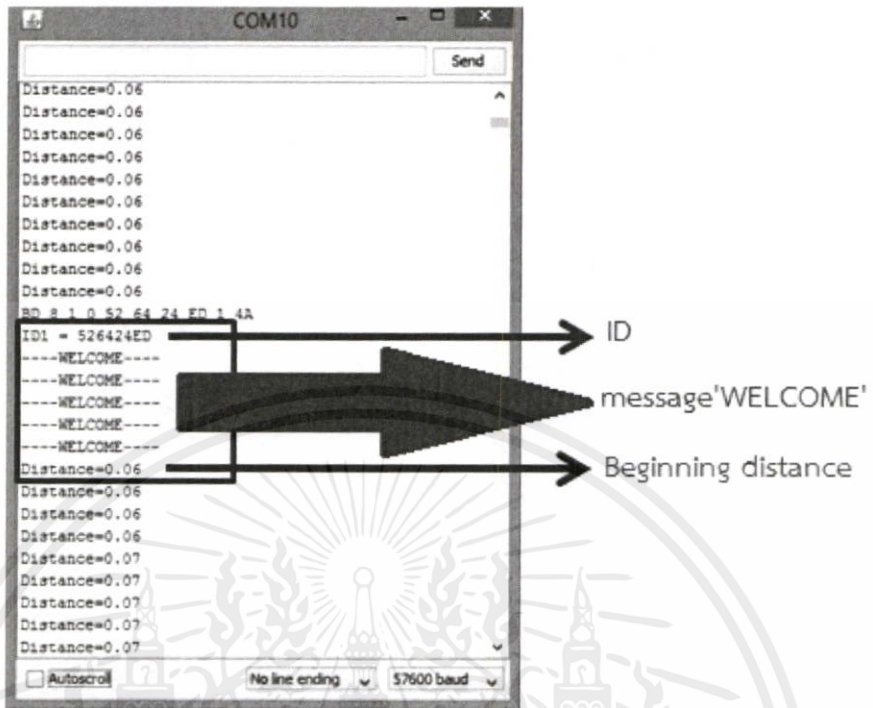 COM10
Send
Distance=0.06
Distance=0.06
Distance=0.06
Distance=0.06
Distance=0.06
Distance=0.06
Distance=0.06
Distance=0.06
Distance=0.06
Distance=0.06
BD 8 1 0 52 64 24 ED 1 4A
ID1 = 526424ED
ID
----WELCOME----
----WELCOME----
----WELCOME----
message'WELCOME'
----WELCOME----
----WELCOME----
Distance=0.06
Beginning distance
Distance=0.06
Distance=0.06
Distance=0.06
Distance=0.07
Distance=0.07
Distance=0.07
Distance=0.07
Distance=0.07
Autoscroll
No line ending
57600 baud